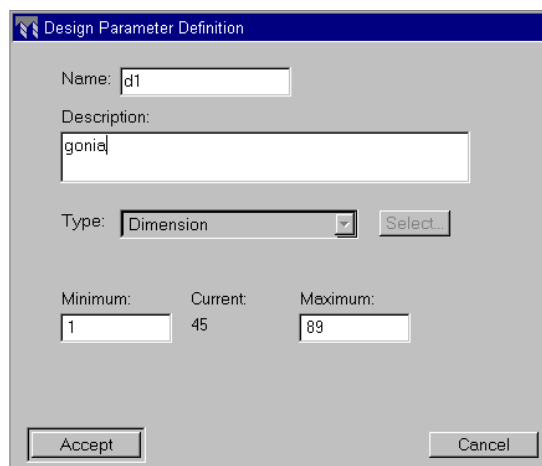 Design Parameter Definition
Name: d1
Description:
gonia
Type: Dimension Select...
Minimum: Current: Maximum:
1 45 89
Accept Cancel